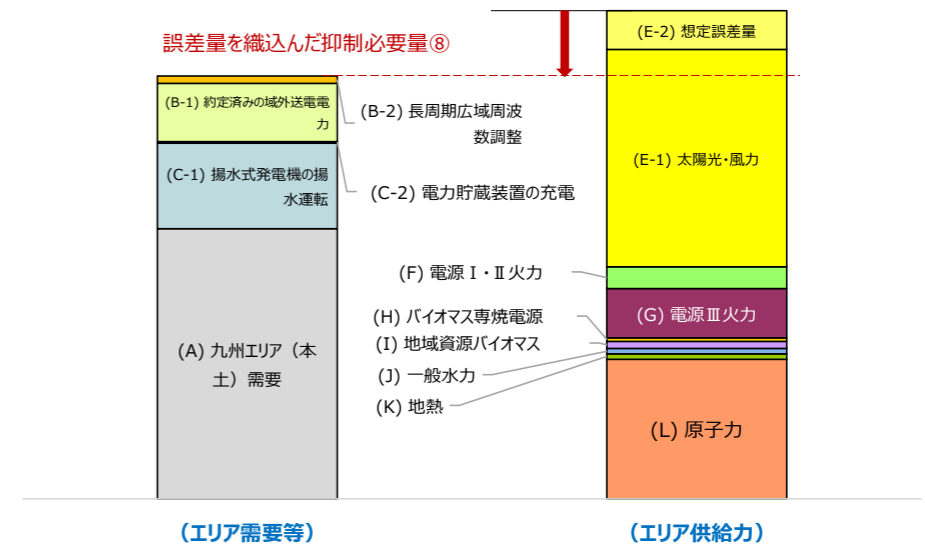 誤差量を織込んだ抑制必要量⑧
(B-1) 約定済みの域外送電電
力
(B-2) 長周期広域周波
数調整
(C-1) 揚水式発電機の揚
水運転
(C-2) 電力貯蔵装置の充電
(A) 九州エリア（本
土）需要
(E-2) 想定誤差量
(E-1) 太陽光・風力
(F) 電源Ⅰ・Ⅱ火力
(G) 電源Ⅲ火力
(H) バイオマス専焼電源
(I) 地域資源バイオマス
(J) 一般水力
(K) 地熱
(L) 原子力
（エリア需要等）
（エリア供給力）